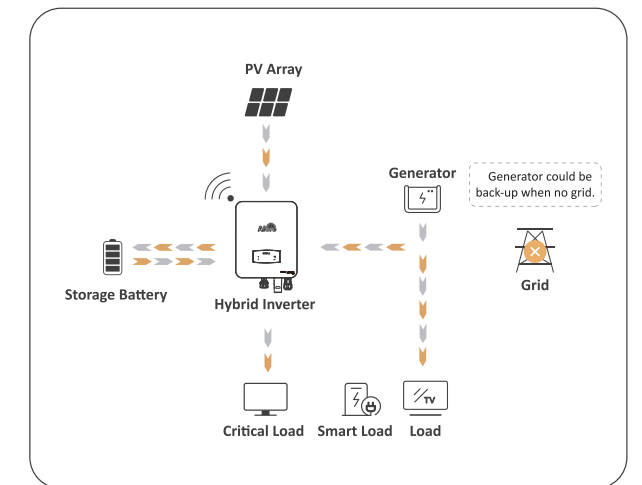 PV Array
Generator
Generator could be
back-up when no grid.
Storage Battery
Hybrid Inverter
Grid
TV
Critical Load
Smart Load
Load